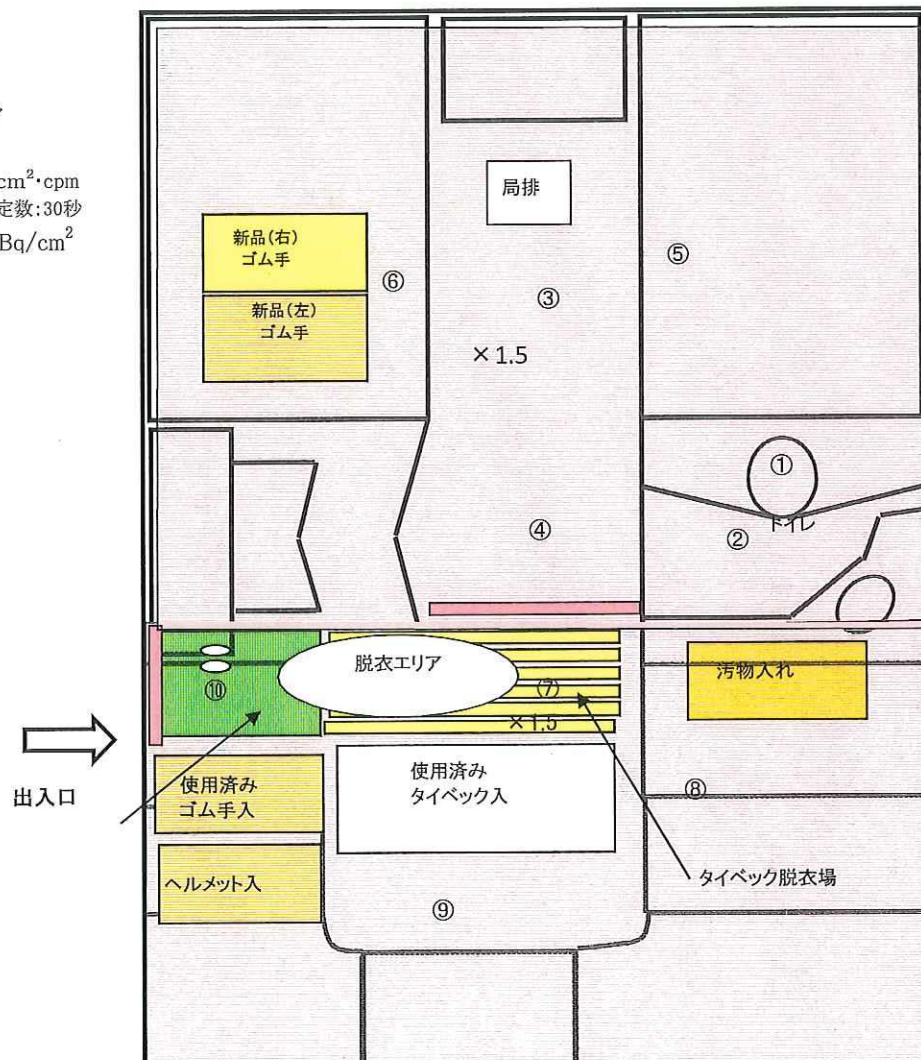 cm²・cpm
定数:30秒
Bq/cm²
局排
新品(右)
ゴム手
新品(左)
ゴム手
⑥
③
⑤
×1.5
①
トイレ
④
②
脱衣エリア
⑩
⑦
×1.5
汚物入れ
出入口
使用済み
ゴム手入
使用済み
タイベック入
⑧
ヘルメット入
タイベック脱衣場
⑨